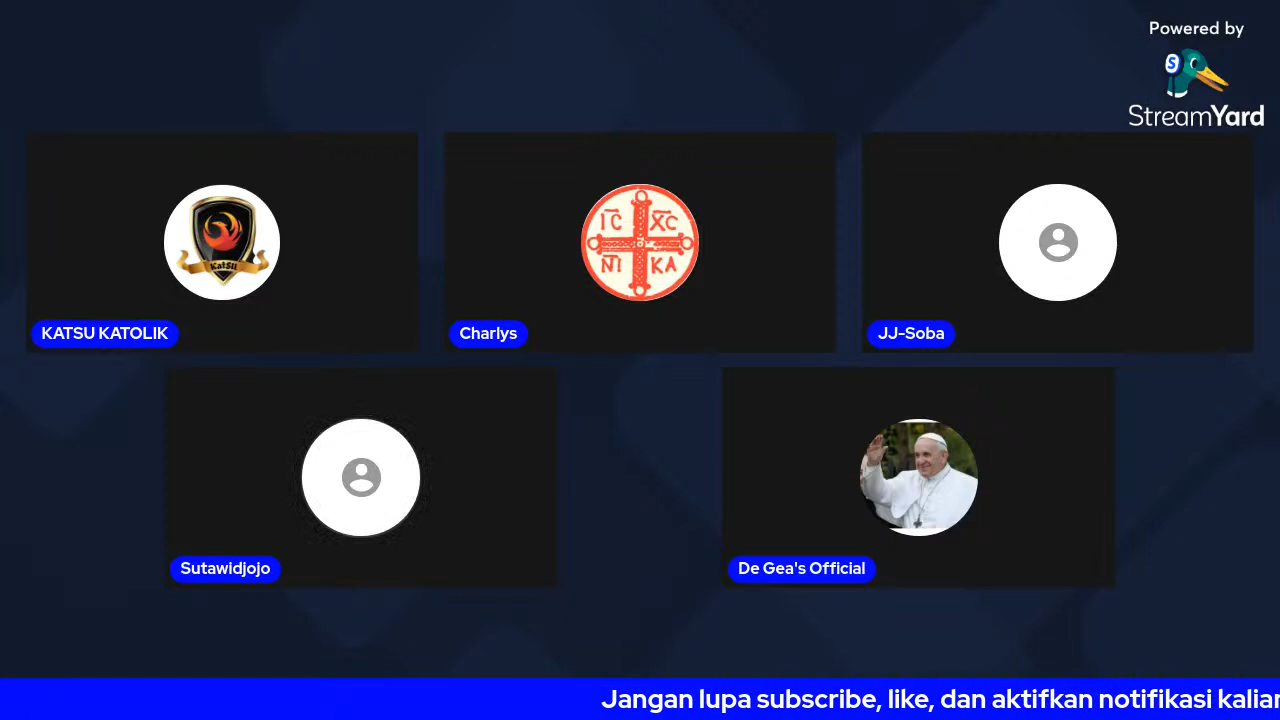 Powered by
S
StreamYard
KatSu
IC XC
NI KA
KATSU KATOLIK
Charlys
JJ-Soba
Sutawidjojo
De Gea's Official
Jangan lupa subscribe, like, dan aktifkan notifikasi kalian